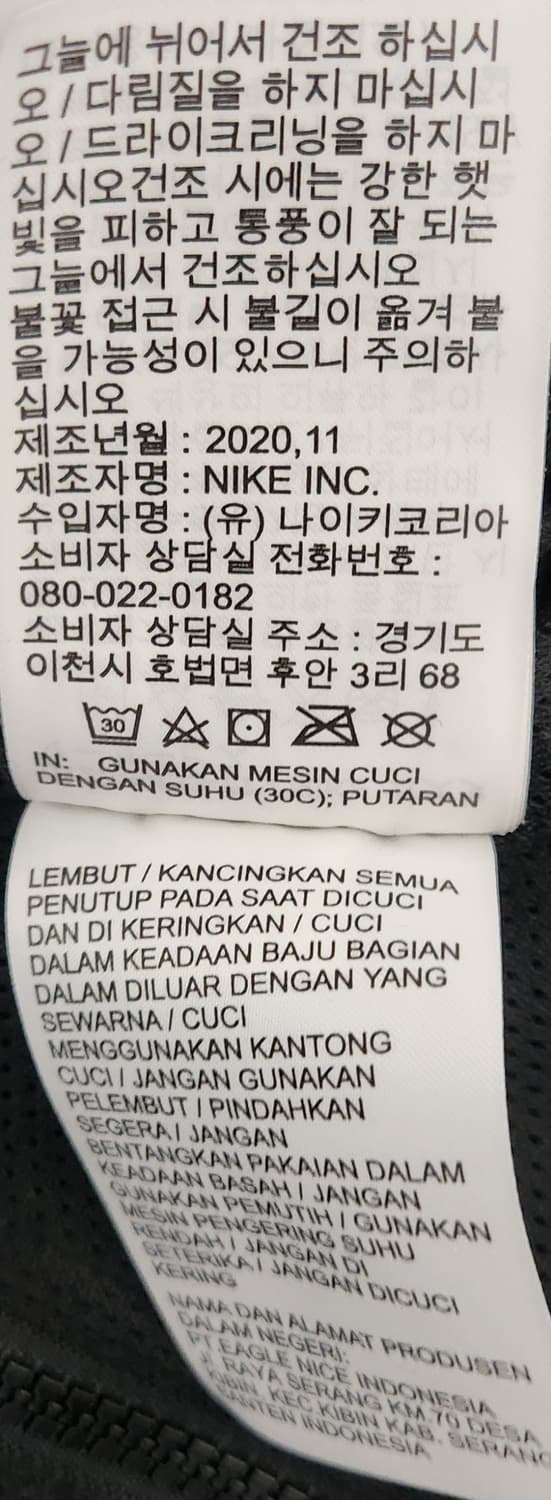 그늘에 뉘어서 건조 하십시
오 / 다림질을 하지 마십시
오 / 드라이크리닝을 하지 마
십시오건조 시에는 강한 햇
빛을 피하고 통풍이 잘 되는
그늘에서 건조하십시오
불꽃 접근 시 불길이 옮겨 붙
을 가능성이 있으니 주의하
십시오
제조년월 : 2020,11
제조자명 : NIKE INC.
수입자명 : (유) 나이키코리아
소비자 상담실 전화번호 :
080-022-0182
소비자 상담실 주소 : 경기도
이천시 호법면 후안 3리 68
30
IN: GUNAKAN MESIN CUCI
DENGAN SUHU (30C); PUTARAN
LEMBUT / KANCINGKAN SEMUA
PENUTUP PADA SAAT DICUCI
DAN DI KERINGKAN / CUCI
DALAM KEADAAN BAJU BAGIAN
DALAM DILUAR DENGAN YANG
SEWARNA / CUCI
MENGGUNAKAN KANTONG
CUCI / JANGAN GUNAKAN
PELEMBUT / PINDAHKAN
SEGERA / JANGAN
BENTANGKAN PAKAIAN DALAM
KEADAAN BASAH / JANGAN
GUNAKAN PEMUTIH / GUNAKAN
MESIN PENGERING SUHU
RENDAH / JANGAN DI
SETERIKA / JANGAN DICUCI
KERING
NAMA DAN ALAMAT PRODUSEN
DALAM NEGERI:
PT.EAGLE NICE INDONESIA
JL RAYA SERANG KM.70 DESA
KIBIN, KEC.KIBIN KAB. SERANG
BANTEN INDONESIA